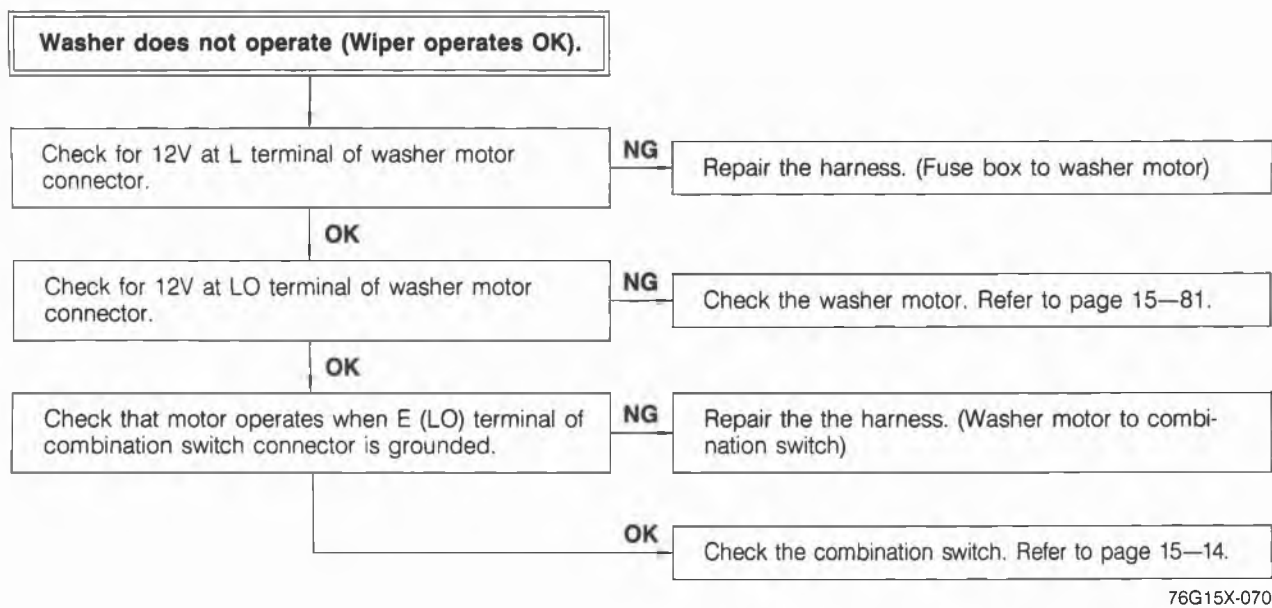 Washer does not operate (Wiper operates OK).
Check for 12V at L terminal of washer motor
connector.
NG
Repair the harness. (Fuse box to washer motor)
OK
Check for 12V at LO terminal of washer motor
connector.
NG
Check the washer motor. Refer to page 15—81.
OK
Check that motor operates when E (LO) terminal of
combination switch connector is grounded.
NG
Repair the the harness. (Washer motor to combi-
nation switch)
OK
Check the combination switch. Refer to page 15—14.
76G15X-070